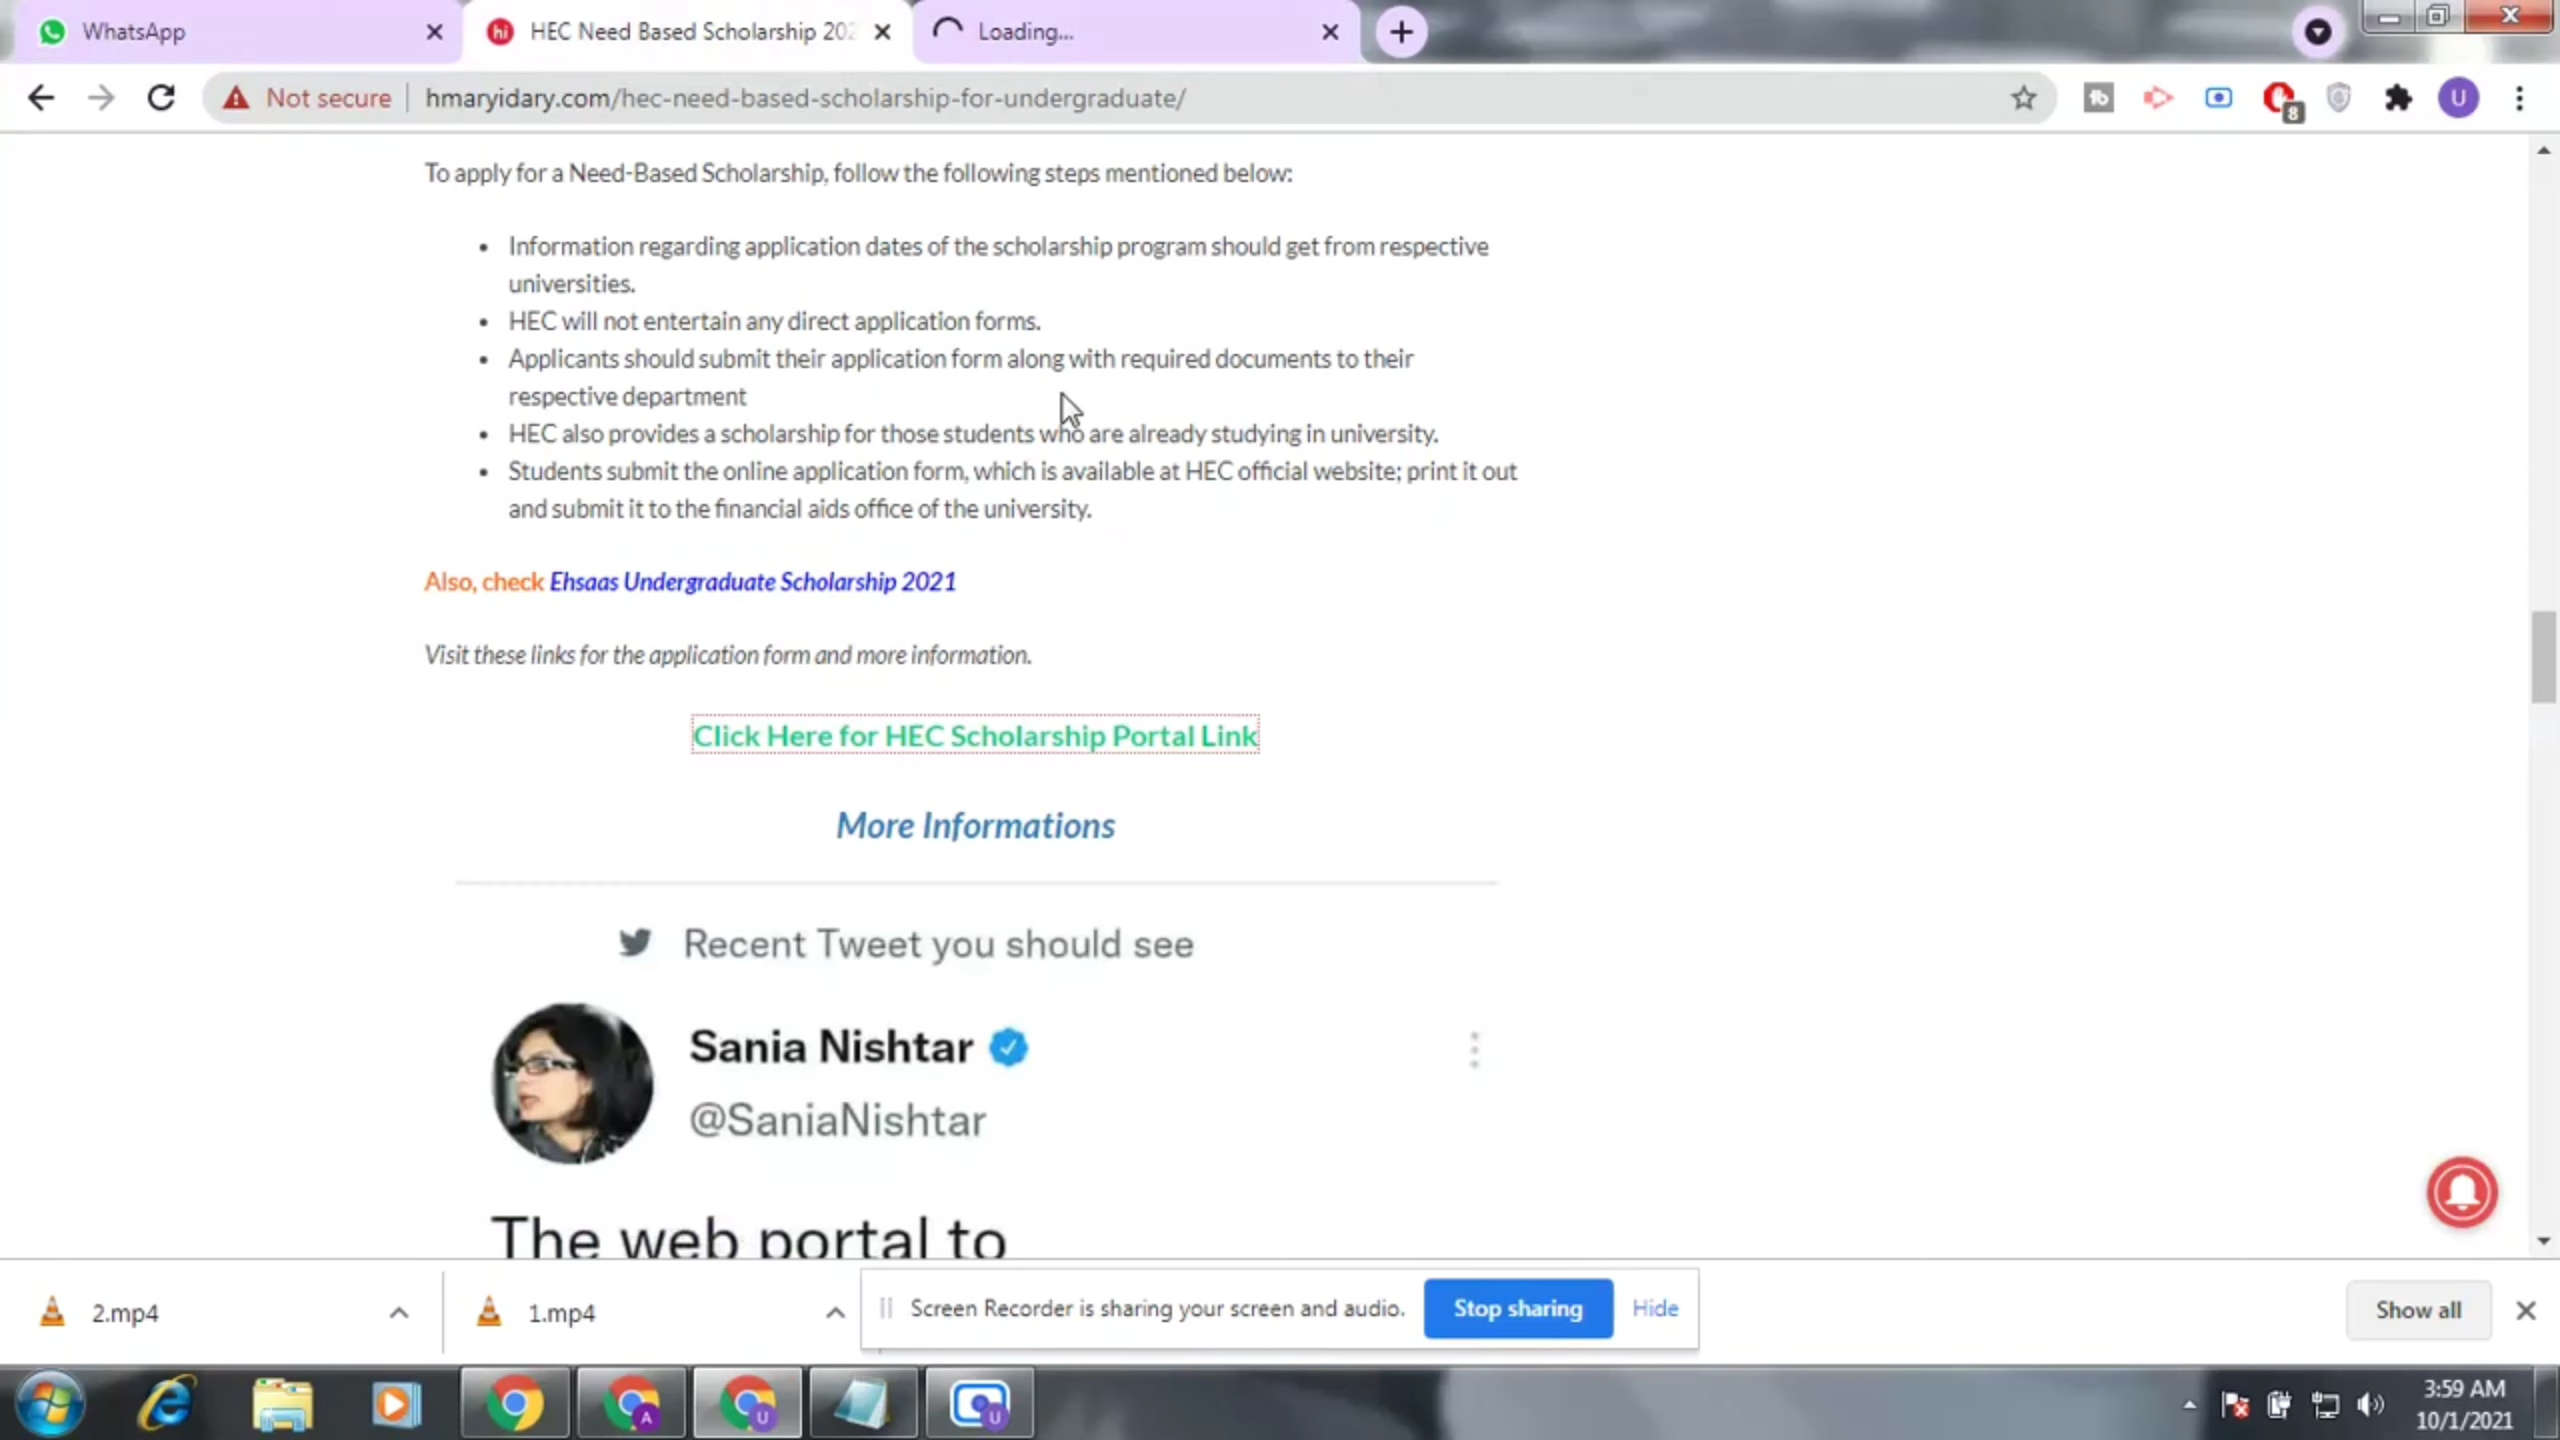 WhatsApp
HEC Need Based Scholarship 202
Loading...
Not secure
hmaryidary.com/hec-need-based-scholarship-for-undergraduate/
8
U
To apply for a Need-Based Scholarship, follow the following steps mentioned below:
• Information regarding application dates of the scholarship program should get from respective
universities.
• HEC will not entertain any direct application forms.
• Applicants should submit their application form along with required documents to their
respective department
• HEC also provides a scholarship for those students who are already studying in university.
• Students submit the online application form, which is available at HEC official website; print it out
and submit it to the financial aids office of the university.
Also, check Ehsaas Undergraduate Scholarship 2021
Visit these links for the application form and more information.
Click Here for HEC Scholarship Portal Link
More Informations
Recent Tweet you should see
Sania Nishtar
@SaniaNishtar
The web portal to
2.mp4
1.mp4
Screen Recorder is sharing your screen and audio.
Stop sharing
Hide
Show all
A
U
U
3:59 AM
10/1/2021